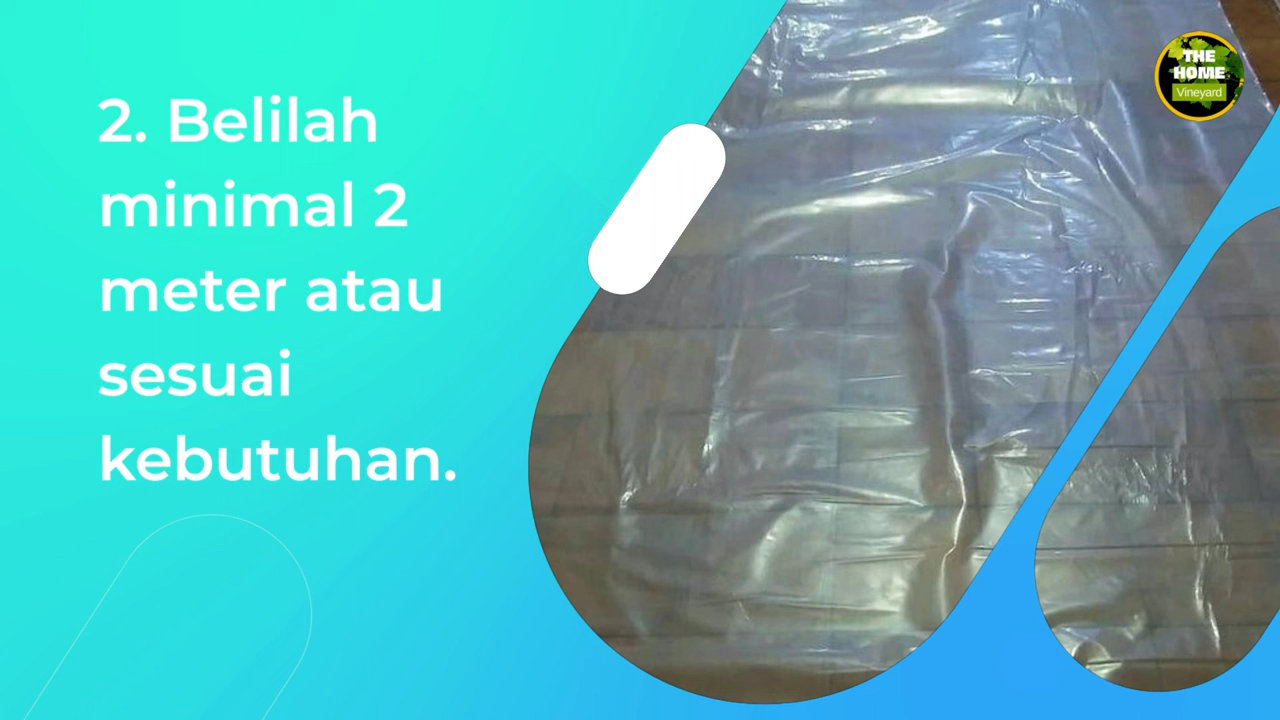 2. Belilah
minimal 2
meter atau
sesuai
kebutuhan.
THE
HOME
Vineyard